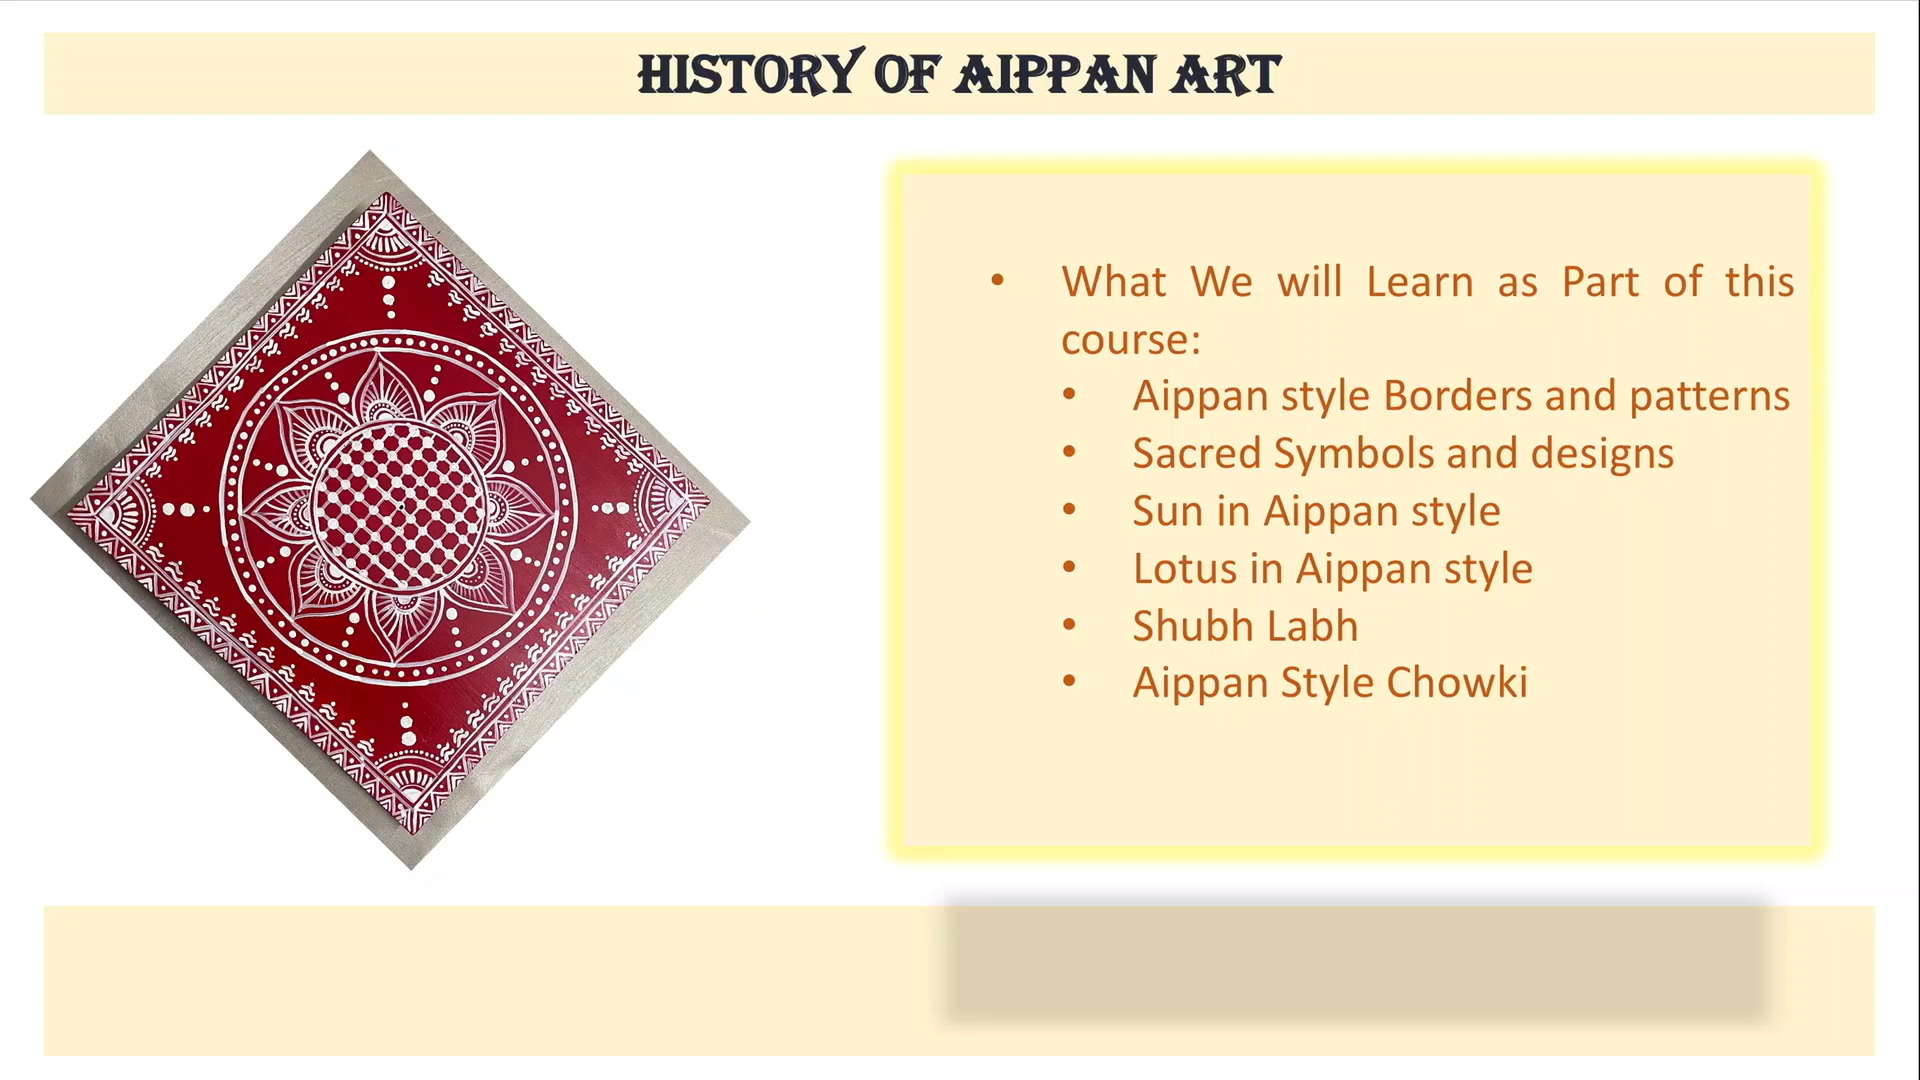 HISTORY OF AIPPAN ART
• What We will Learn as Part of this
course:
• Aippan style Borders and patterns
• Sacred Symbols and designs
• Sun in Aippan style
• Lotus in Aippan style
• Shubh Labh
• Aippan Style Chowki